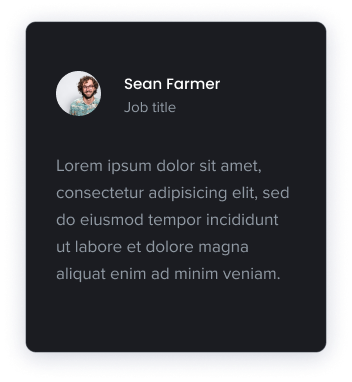 Sean Farmer
Job title
Lorem ipsum dolor sit amet,
consectetur adipisicing elit, sed
do eiusmod tempor incididunt
ut labore et dolore magna
aliquat enim ad minim veniam.